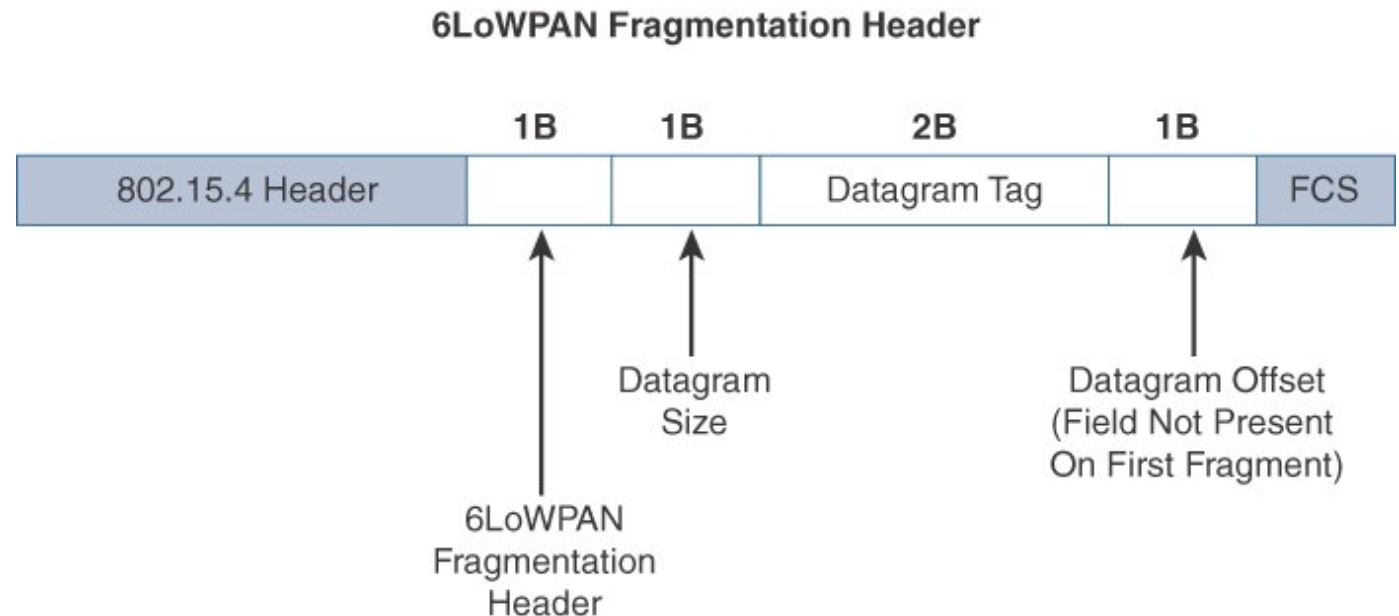 6LoWPAN Fragmentation Header
1B 1B 2B 1B
802.15.4 Header Datagram Tag FCS
Datagram
Size
Datagram Offset
(Field Not Present
On First Fragment)
6LoWPAN
Fragmentation
Header